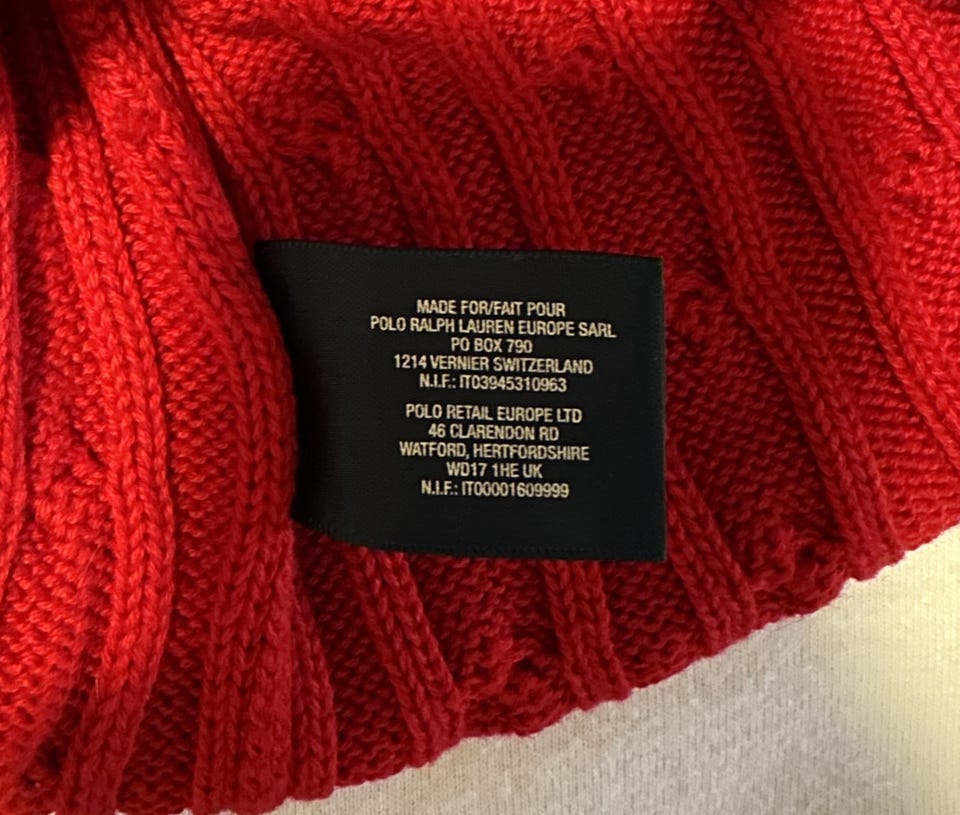 MADE FOR/FAIT POUR
POLO RALPH LAUREN EUROPE SARL
PO BOX 790
1214 VERNIER SWITZERLAND
N.I.F.: IT03945310963
POLO RETAIL EUROPE LTD
46 CLARENDON RD
WATFORD, HERTFORDSHIRE
WD17 1HE UK
N.I.F.: IT00001609999